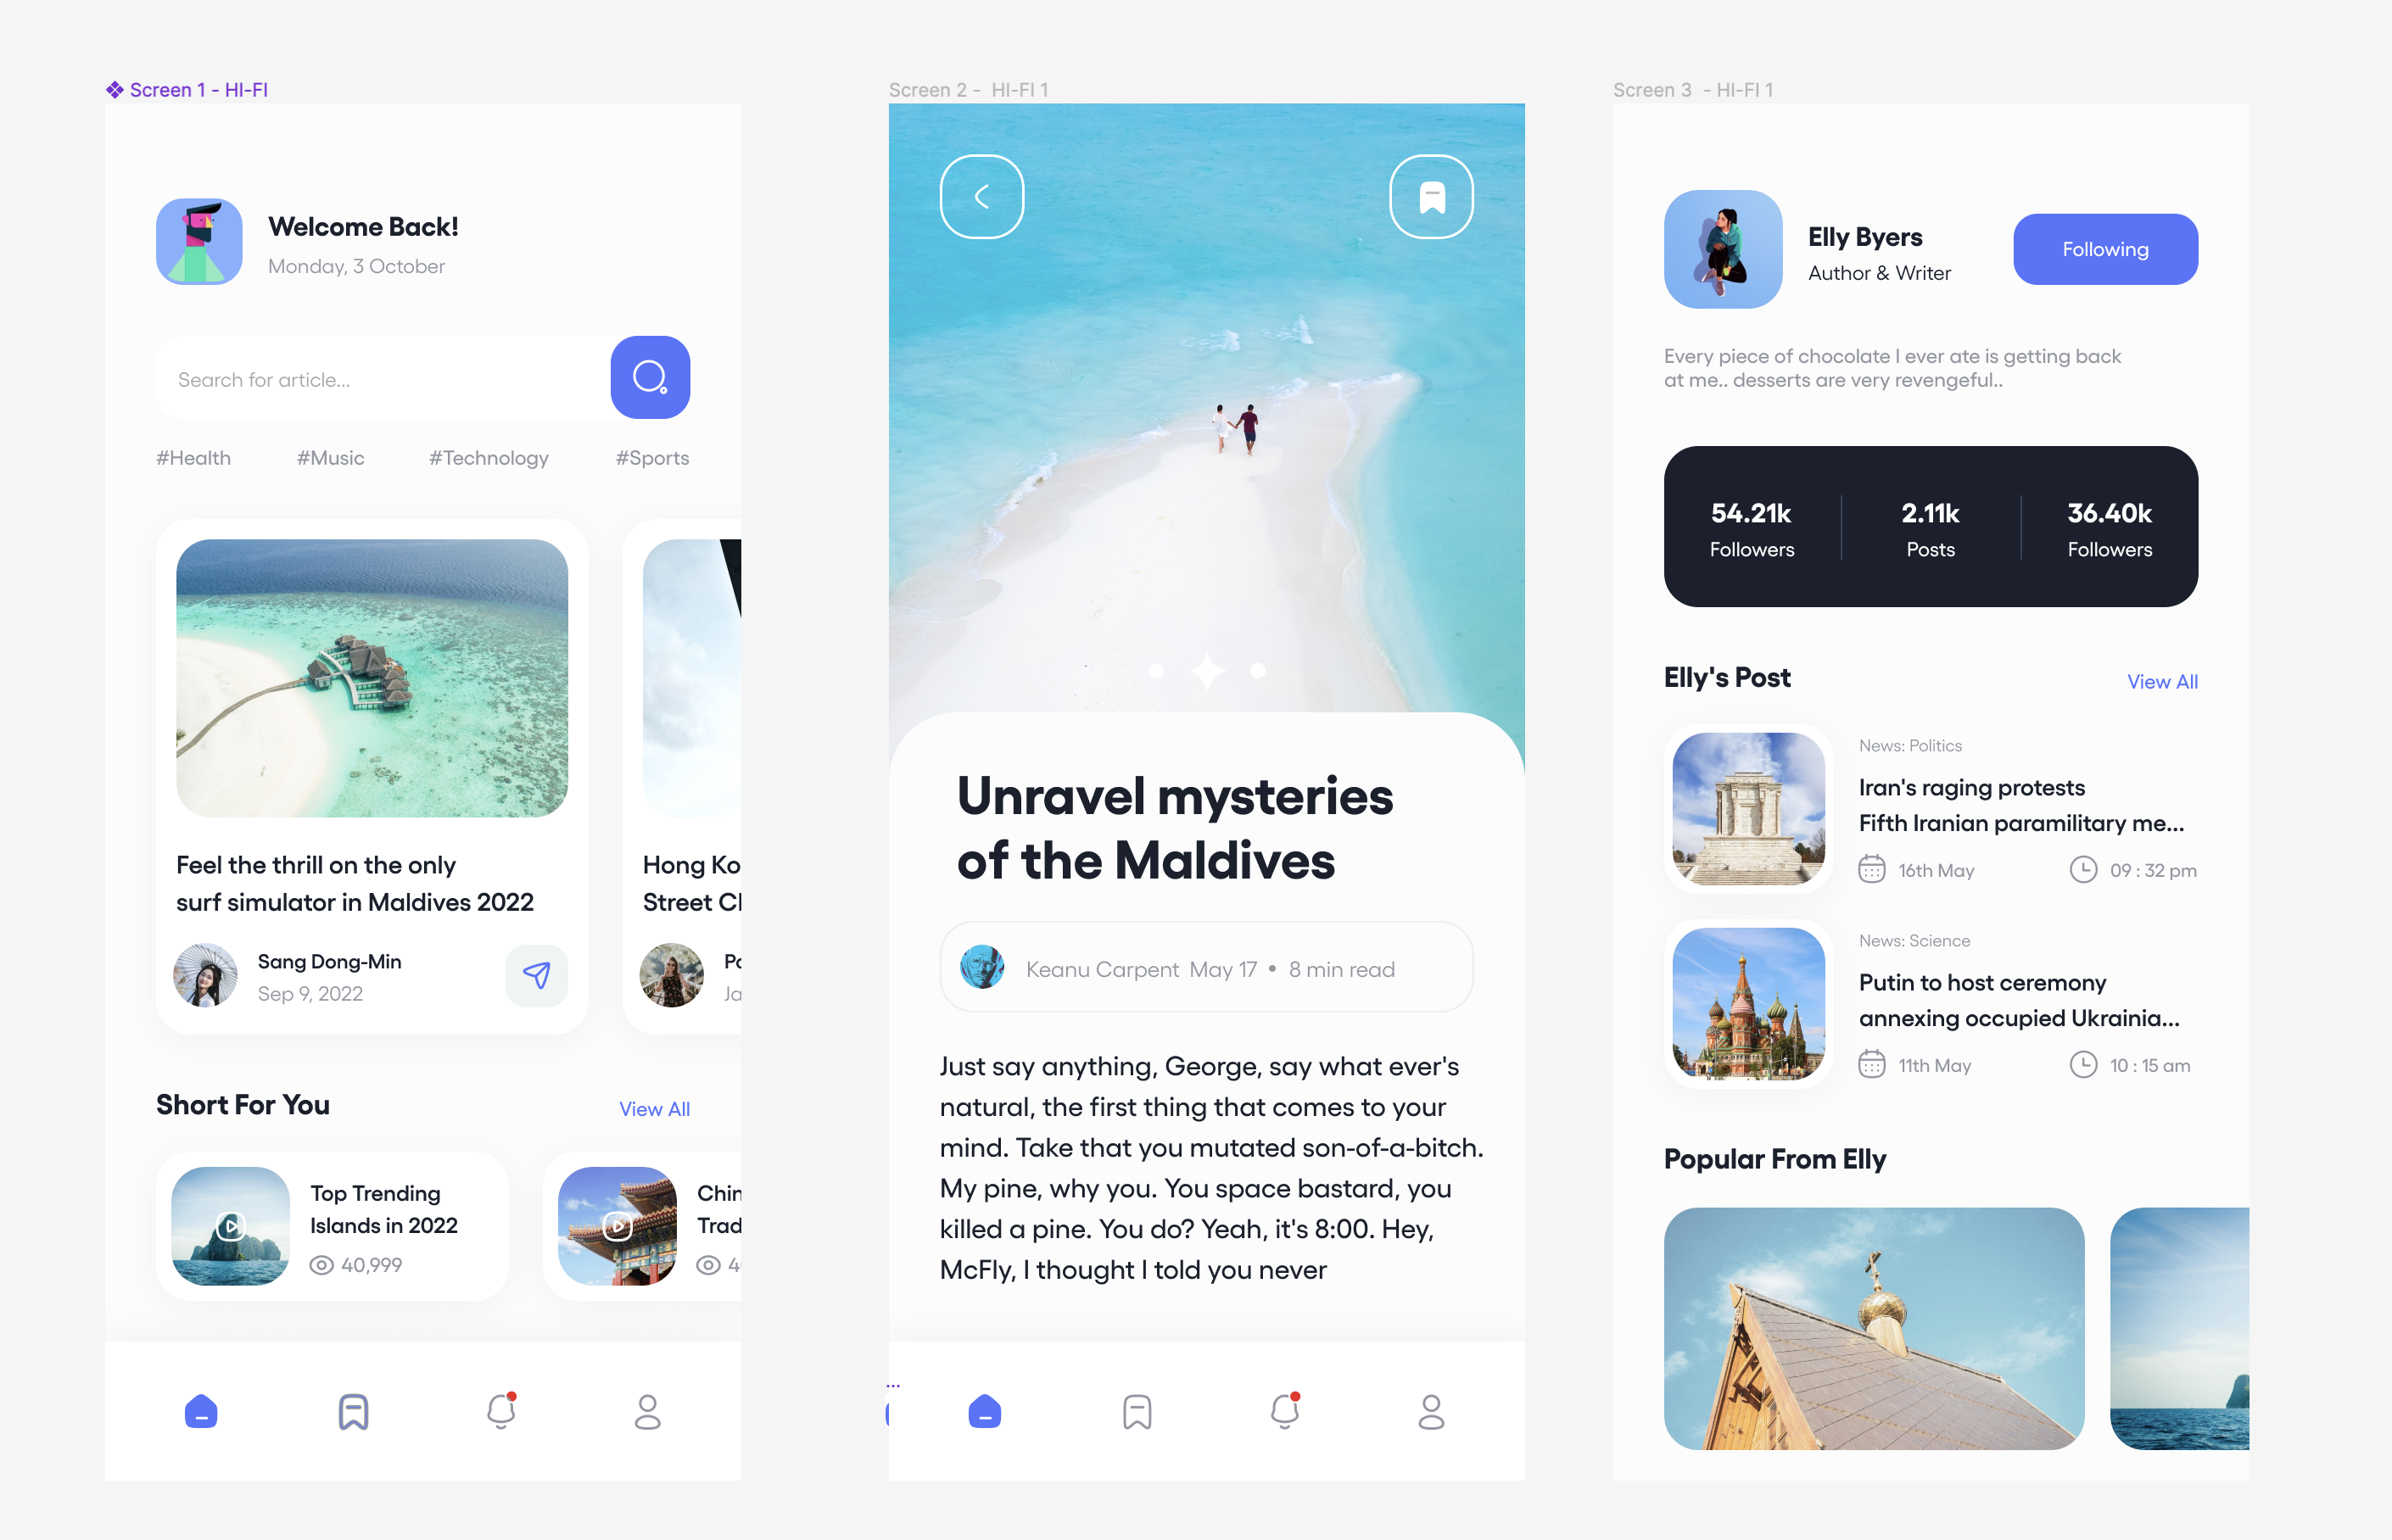 Screen 1 - HI-FI
Welcome Back!
Monday, 3 October
Search for article...
#Health #Music #Technology #Sports
Feel the thrill on the only
surf simulator in Maldives 2022
Sang Dong-Min
Sep 9, 2022
Hong Ko
Street Cl
Po
Ja
Short For You
View All
Top Trending
Islands in 2022
40,999
Chin
Trad
4
Screen 2 - HI-FI 1
Unravel mysteries
of the Maldives
Keanu Carpent May 17 • 8 min read
Just say anything, George, say what ever's
natural, the first thing that comes to your
mind. Take that you mutated son-of-a-bitch.
My pine, why you. You space bastard, you
killed a pine. You do? Yeah, it's 8:00. Hey,
McFly, I thought I told you never
...
Screen 3 - HI-FI 1
Elly Byers
Author & Writer
Following
Every piece of chocolate I ever ate is getting back
at me.. desserts are very revengeful..
54.21k 2.11k 36.40k
Followers Posts Followers
Elly's Post
View All
News: Politics
Iran's raging protests
Fifth Iranian paramilitary me...
16th May 09 : 32 pm
News: Science
Putin to host ceremony
annexing occupied Ukrainia...
11th May 10 : 15 am
Popular From Elly